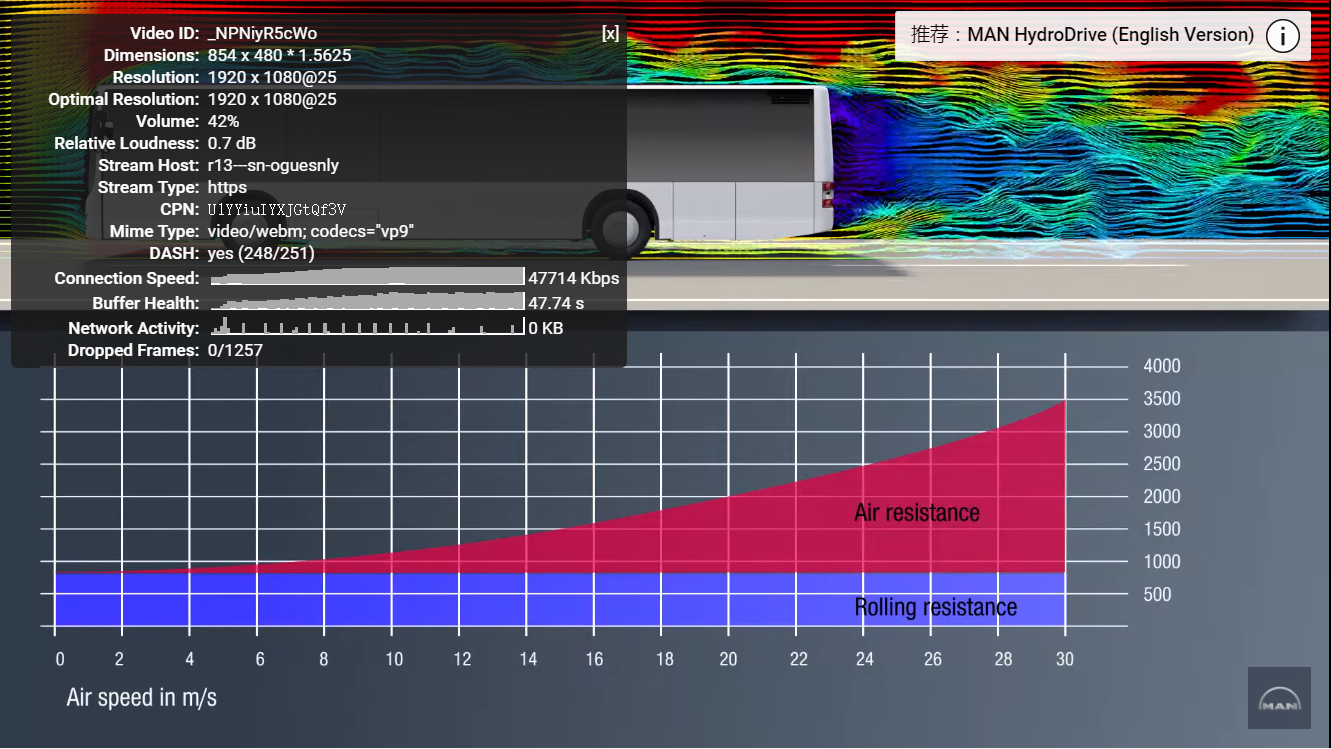 Video ID: _NPNiyR5cWo [x]
Dimensions: 854 x 480 * 1.5625
Resolution: 1920 x 1080@25
Optimal Resolution: 1920 x 1080@25
Volume: 42%
Relative Loudness: 0.7 dB
Stream Host: r13---sn-oguesnly
Stream Type: https
CPN: U1YYiuIYXJGtQf3V
Mime Type: video/webm; codecs="vp9"
DASH: yes (248/251)
Connection Speed: 47714 Kbps
Buffer Health: 47.74 s
Network Activity: 0 KB
Dropped Frames: 0/1257
推荐：MAN HydroDrive (English Version) i
4000
3500
3000
2500
2000
1500
1000
500
Air resistance
Rolling resistance
0 2 4 6 8 10 12 14 16 18 20 22 24 26 28 30
Air speed in m/s
MAN